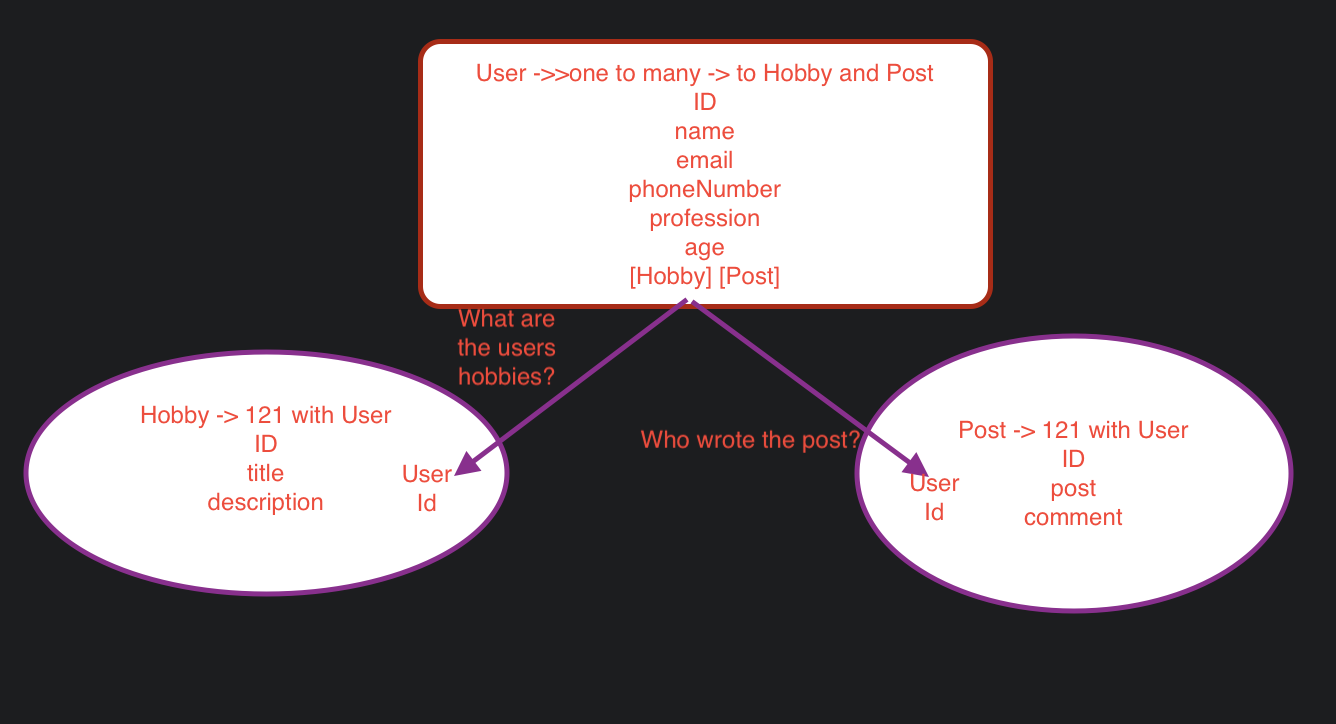 User ->>one to many -> to Hobby and Post
ID
name
email
phoneNumber
profession
age
[Hobby] [Post]
What are
the users
hobbies?
Hobby -> 121 with User
ID
title
description
User
Id
Who wrote the post?
Post -> 121 with User
ID
post
comment
User
Id